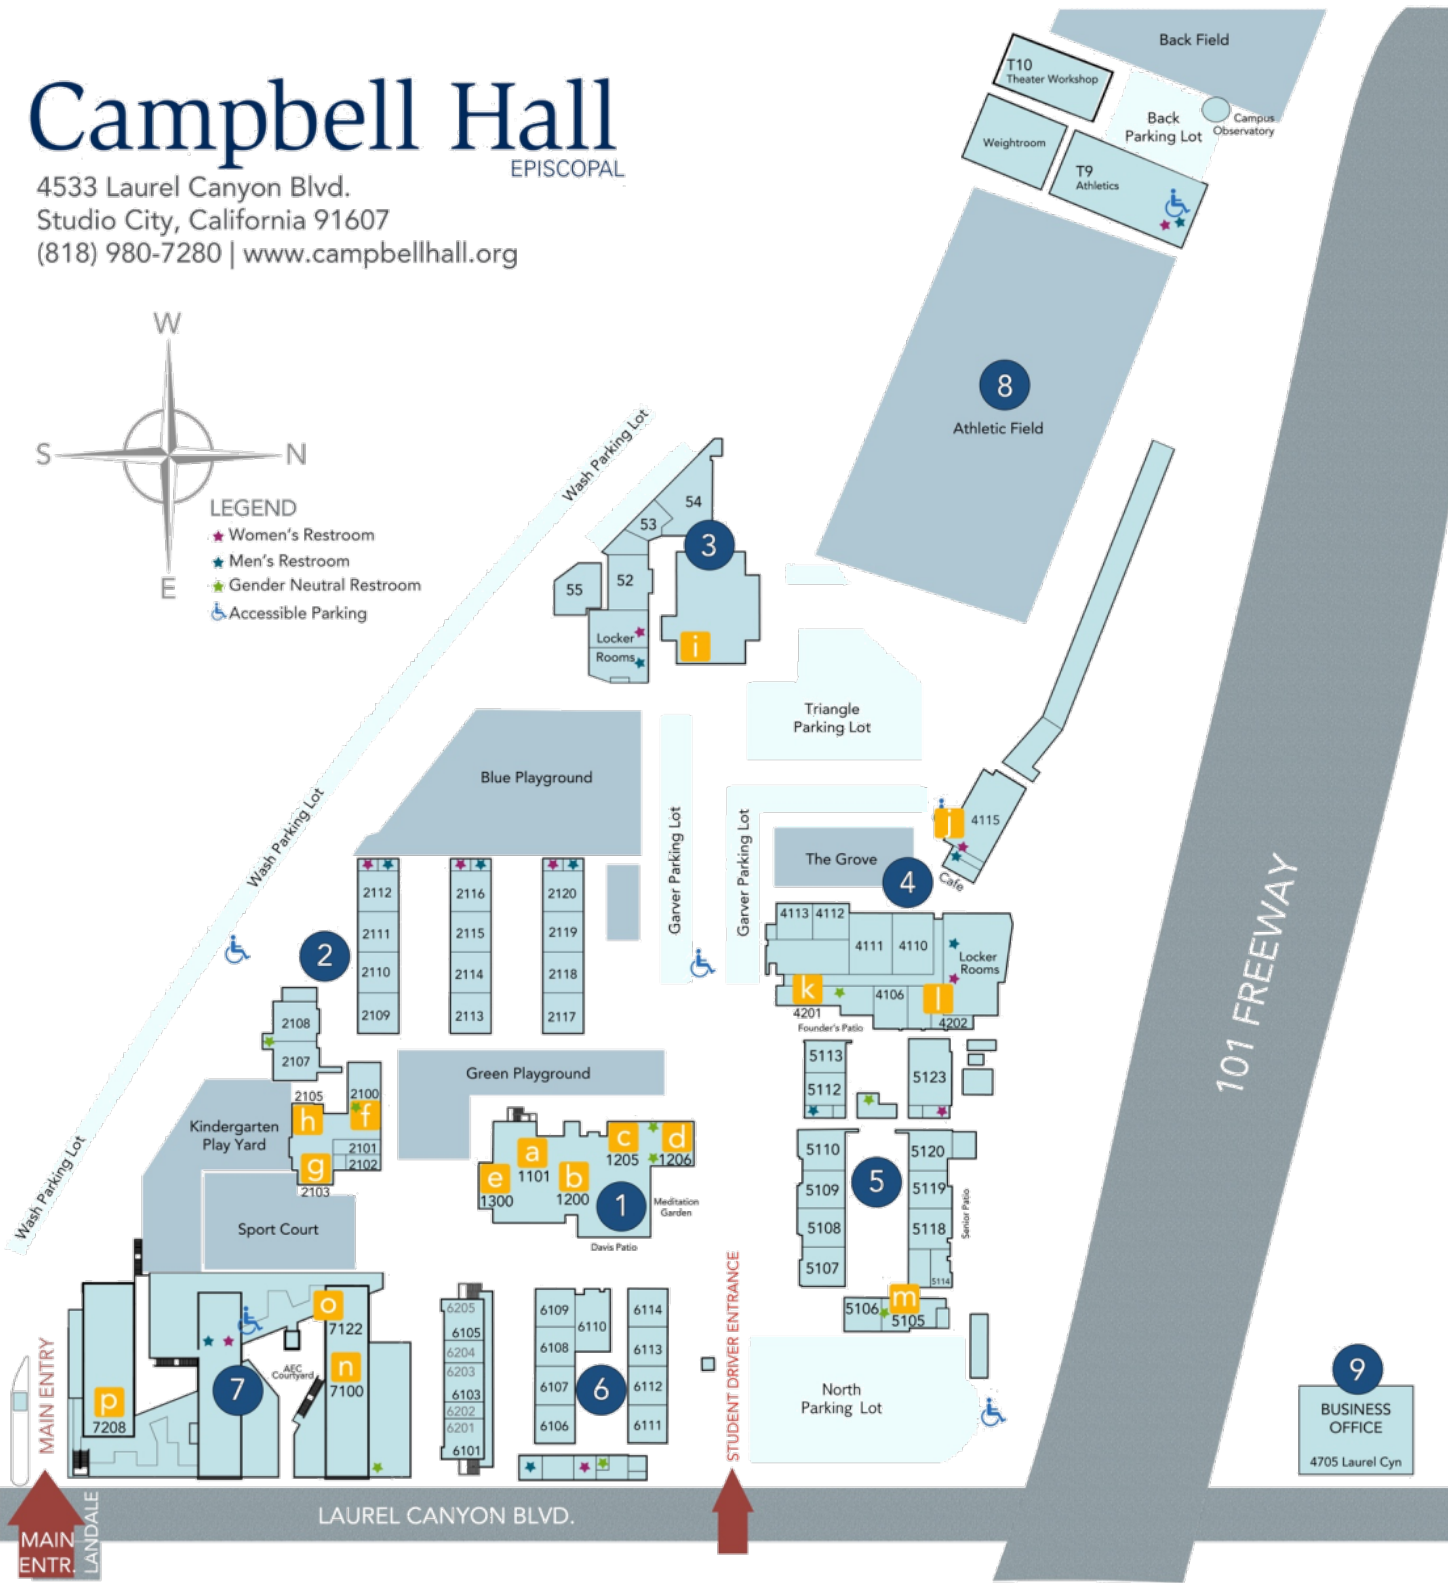 Campbell Hall
EPISCOPAL
4533 Laurel Canyon Blvd.
Studio City, California 91607
(818) 980-7280 | www.campbellhall.org
W
S
N
E
LEGEND
Women's Restroom
Men's Restroom
Gender Neutral Restroom
Accessible Parking
Back Field
T10
Theater Workshop
Back
Parking Lot
Campus
Observatory
Weightroom
T9
Athletics
8
Athletic Field
Wash Parking Lot
54
53
3
52
55
Locker
Rooms
i
Triangle
Parking Lot
Blue Playground
Wash Parking Lot
Garver Parking Lot
Garver Parking Lot
j
4115
The Grove
4
Cafe
2112
2111
2110
2109
2116
2115
2114
2113
2120
2119
2118
2117
2
4113
4112
4111
4110
Locker
Rooms
k
4201
4106
l
4202
Founder's Patio
2108
2107
2105
2100
h
f
2101
2102
g
2103
Kindergarten
Play Yard
Green Playground
5113
5112
5123
5110
5109
5108
5107
5
5120
5119
5118
5114
Senior Patio
a
1101
b
1200
c
1205
d
1206
e
1300
1
Meditation
Garden
Davis Patio
Wash Parking Lot
Sport Court
m
5106
5105
o
7122
n
7100
AEC
Courtyard
7
p
7208
6205
6105
6204
6203
6103
6202
6201
6101
6109
6110
6108
6107
6106
6
6114
6113
6112
6111
STUDENT DRIVER ENTRANCE
North
Parking Lot
101 FREEWAY
9
BUSINESS
OFFICE
4705 Laurel Cyn
MAIN ENTRY
MAIN
ENTR.
LANDALE
LAUREL CANYON BLVD.